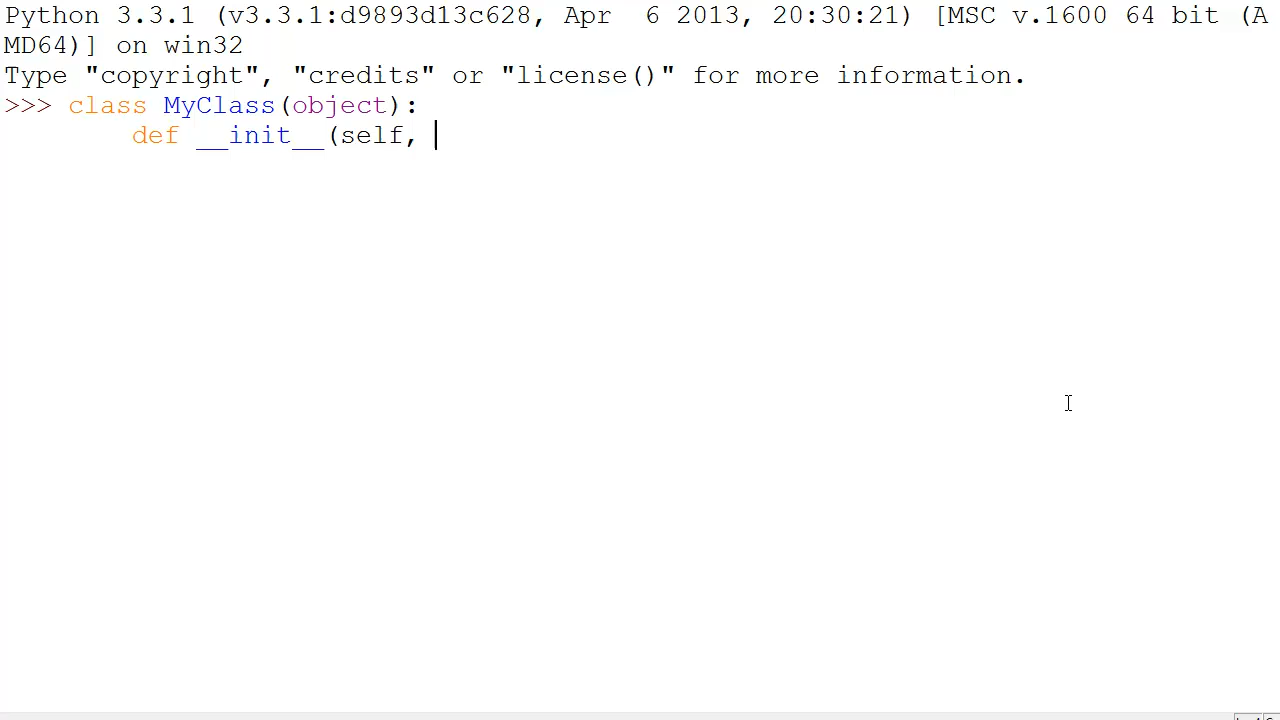 Python 3.3.1 (v3.3.1:d9893d13c628, Apr  6 2013, 20:30:21) [MSC v.1600 64 bit (A
MD64)] on win32
Type "copyright", "credits" or "license()" for more information.
>>> class MyClass(object):
        def __init__(self,